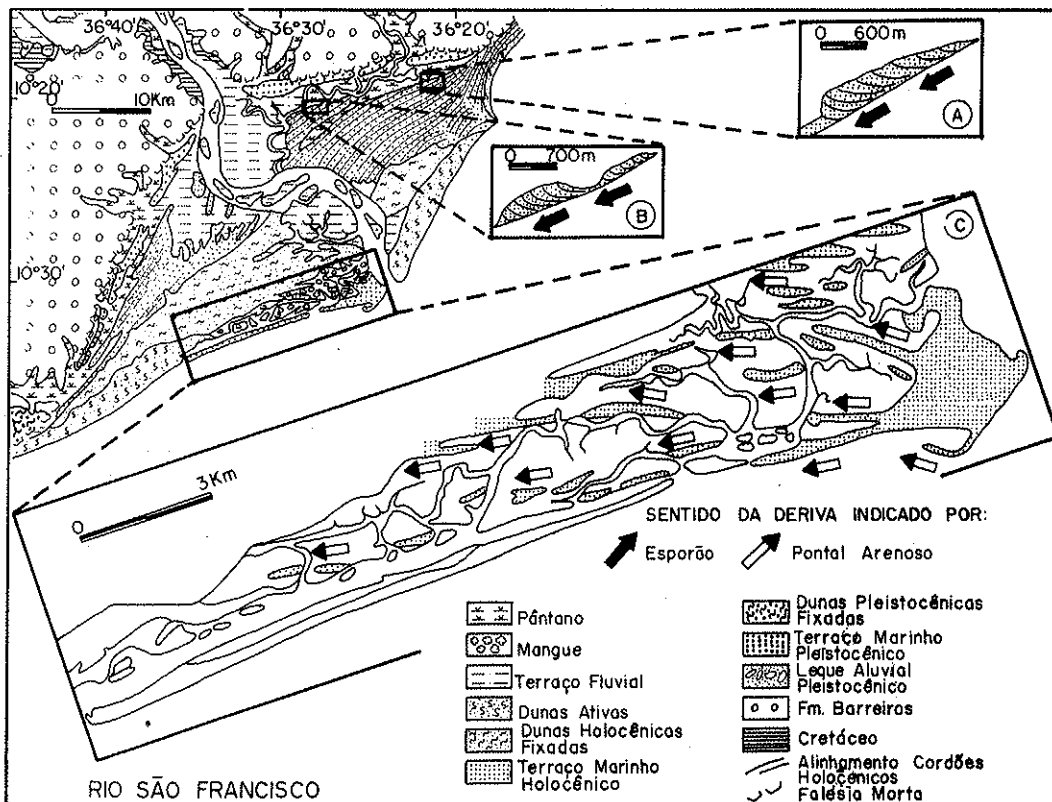 36°40' 36°30' 36°20'
10°20'
0 10Km
10°30'
0 600m
A
0 700m
B
C
0 3Km
SENTIDO DA DERIVA INDICADO POR:
Esporão
Pontal Arenoso
Pântano
Mangue
Terraço Fluvial
Dunas Ativas
Dunas Holocênicas
Fixadas
Terraço Marinho
Holocênico
Dunas Pleistocênicas
Fixadas
Terraço Marinho
Pleistocênico
Leque Aluvial
Pleistocênico
Fm. Barreiras
Cretáceo
Alinhamento Cordões
Holocênicos
Falésia Morta
RIO SÃO FRANCISCO